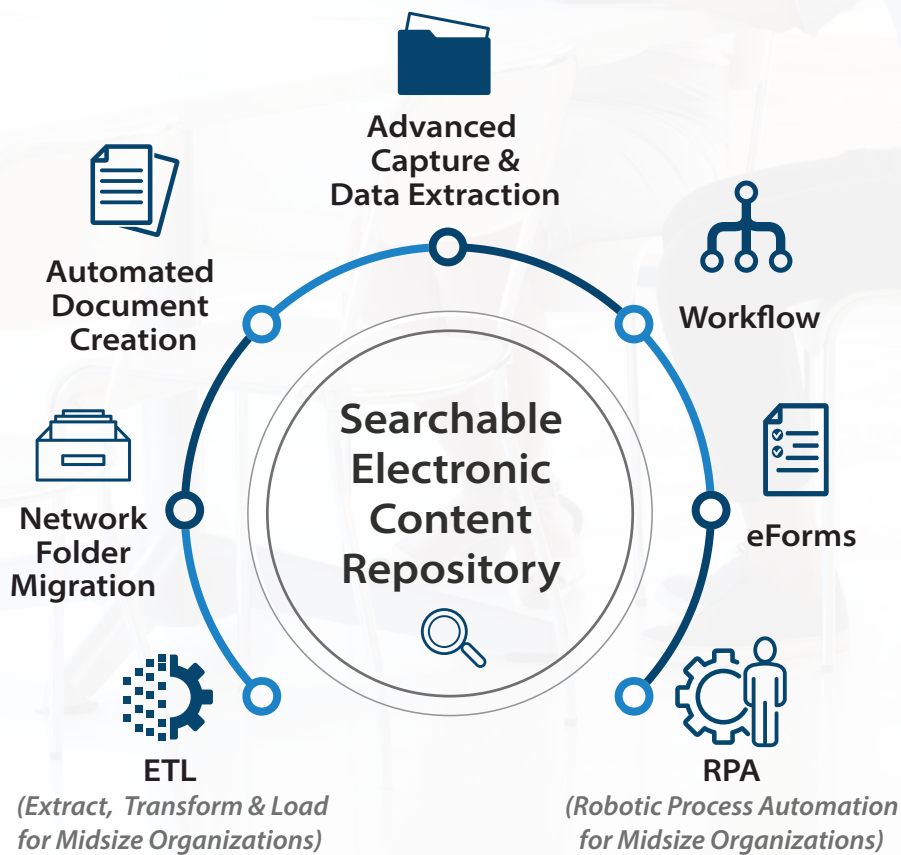 Advanced
Capture &
Data Extraction
Automated
Document
Creation
Workflow
Searchable
Electronic
Content
Repository
Network
Folder
Migration
eForms
ETL
(Extract, Transform & Load
for Midsize Organizations)
RPA
(Robotic Process Automation
for Midsize Organizations)